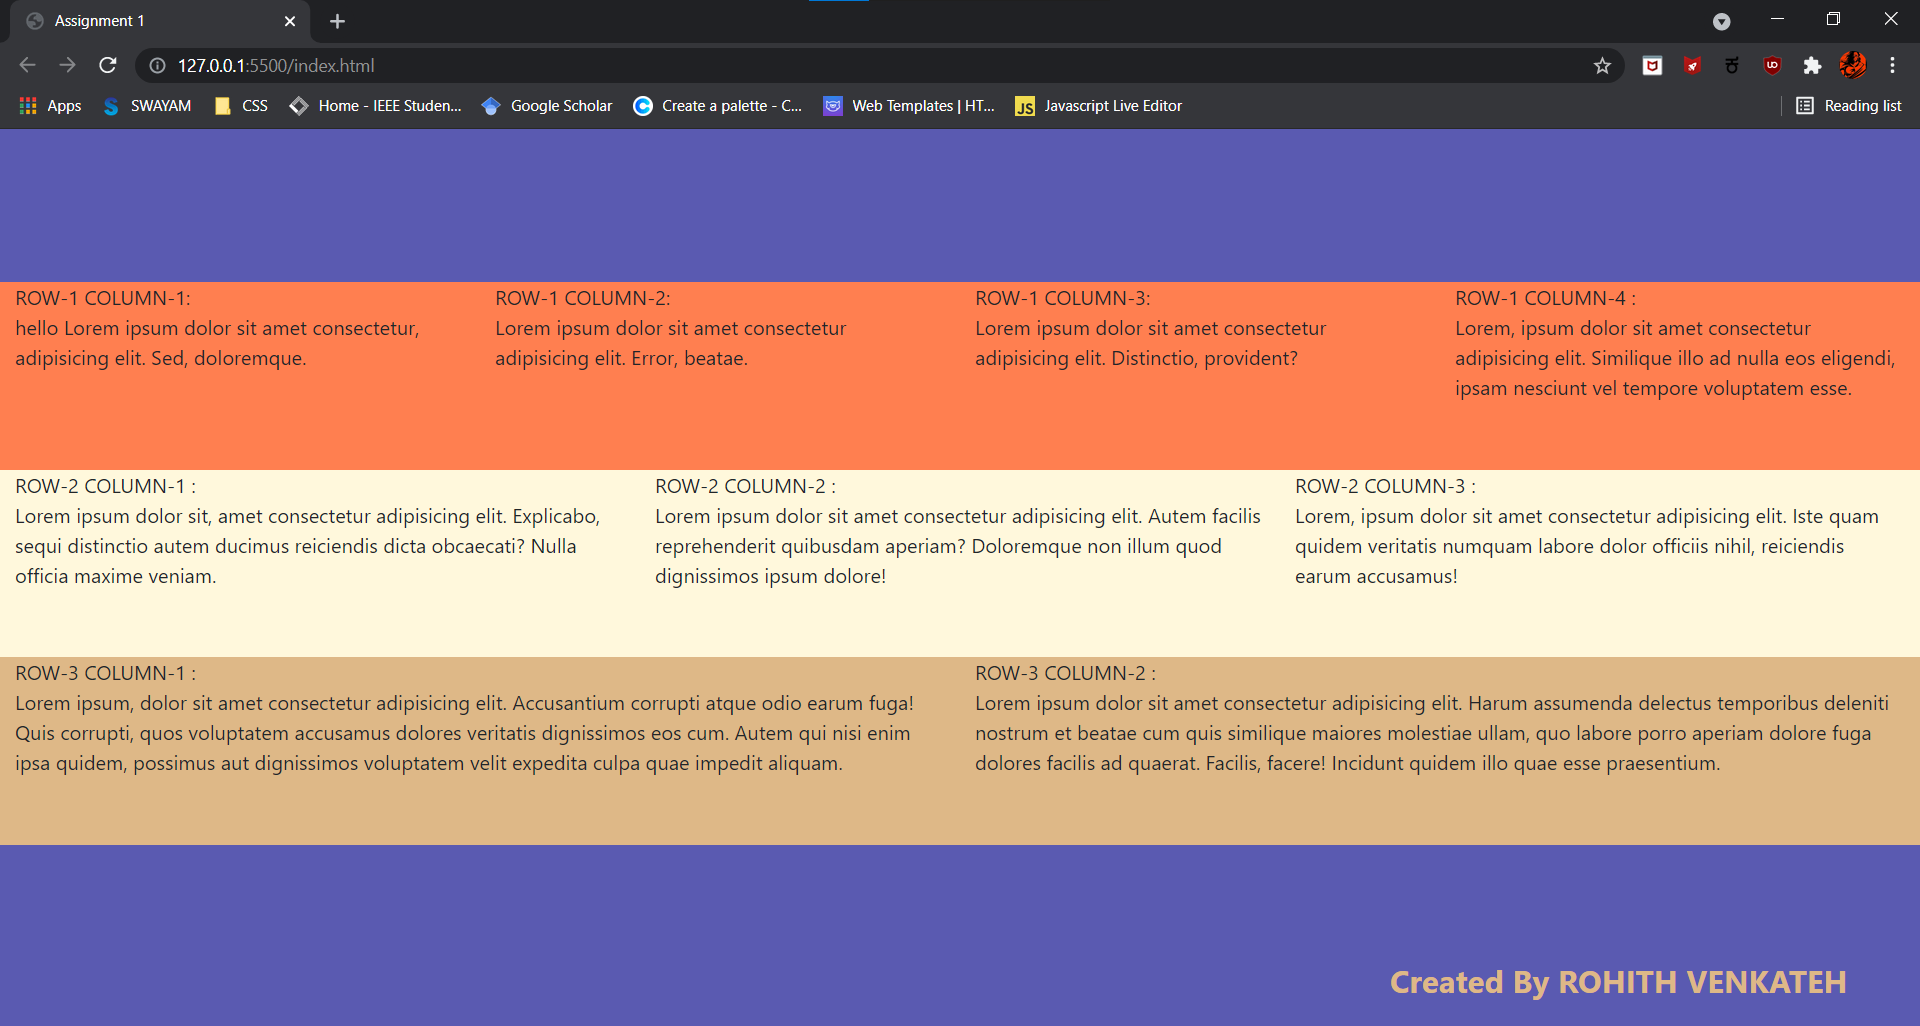 Assignment 1
127.0.0.1:5500/index.html
Apps SWAYAM CSS Home - IEEE Studen... Google Scholar Create a palette - C... Web Templates | HT... JS Javascript Live Editor Reading list
ROW-1 COLUMN-1:
hello Lorem ipsum dolor sit amet consectetur,
adipisicing elit. Sed, doloremque.
ROW-1 COLUMN-2:
Lorem ipsum dolor sit amet consectetur
adipisicing elit. Error, beatae.
ROW-1 COLUMN-3:
Lorem ipsum dolor sit amet consectetur
adipisicing elit. Distinctio, provident?
ROW-1 COLUMN-4 :
Lorem, ipsum dolor sit amet consectetur
adipisicing elit. Similique illo ad nulla eos eligendi,
ipsam nesciunt vel tempore voluptatem esse.
ROW-2 COLUMN-1 :
Lorem ipsum dolor sit, amet consectetur adipisicing elit. Explicabo,
sequi distinctio autem ducimus reiciendis dicta obcaecati? Nulla
officia maxime veniam.
ROW-2 COLUMN-2 :
Lorem ipsum dolor sit amet consectetur adipisicing elit. Autem facilis
reprehenderit quibusdam aperiam? Doloremque non illum quod
dignissimos ipsum dolore!
ROW-2 COLUMN-3 :
Lorem, ipsum dolor sit amet consectetur adipisicing elit. Iste quam
quidem veritatis numquam labore dolor officiis nihil, reiciendis
earum accusamus!
ROW-3 COLUMN-1 :
Lorem ipsum, dolor sit amet consectetur adipisicing elit. Accusantium corrupti atque odio earum fuga!
Quis corrupti, quos voluptatem accusamus dolores veritatis dignissimos eos cum. Autem qui nisi enim
ipsa quidem, possimus aut dignissimos voluptatem velit expedita culpa quae impedit aliquam.
ROW-3 COLUMN-2 :
Lorem ipsum dolor sit amet consectetur adipisicing elit. Harum assumenda delectus temporibus deleniti
nostrum et beatae cum quis similique maiores molestiae ullam, quo labore porro aperiam dolore fuga
dolores facilis ad quaerat. Facilis, facere! Incidunt quidem illo quae esse praesentium.
Created By ROHITH VENKATEH